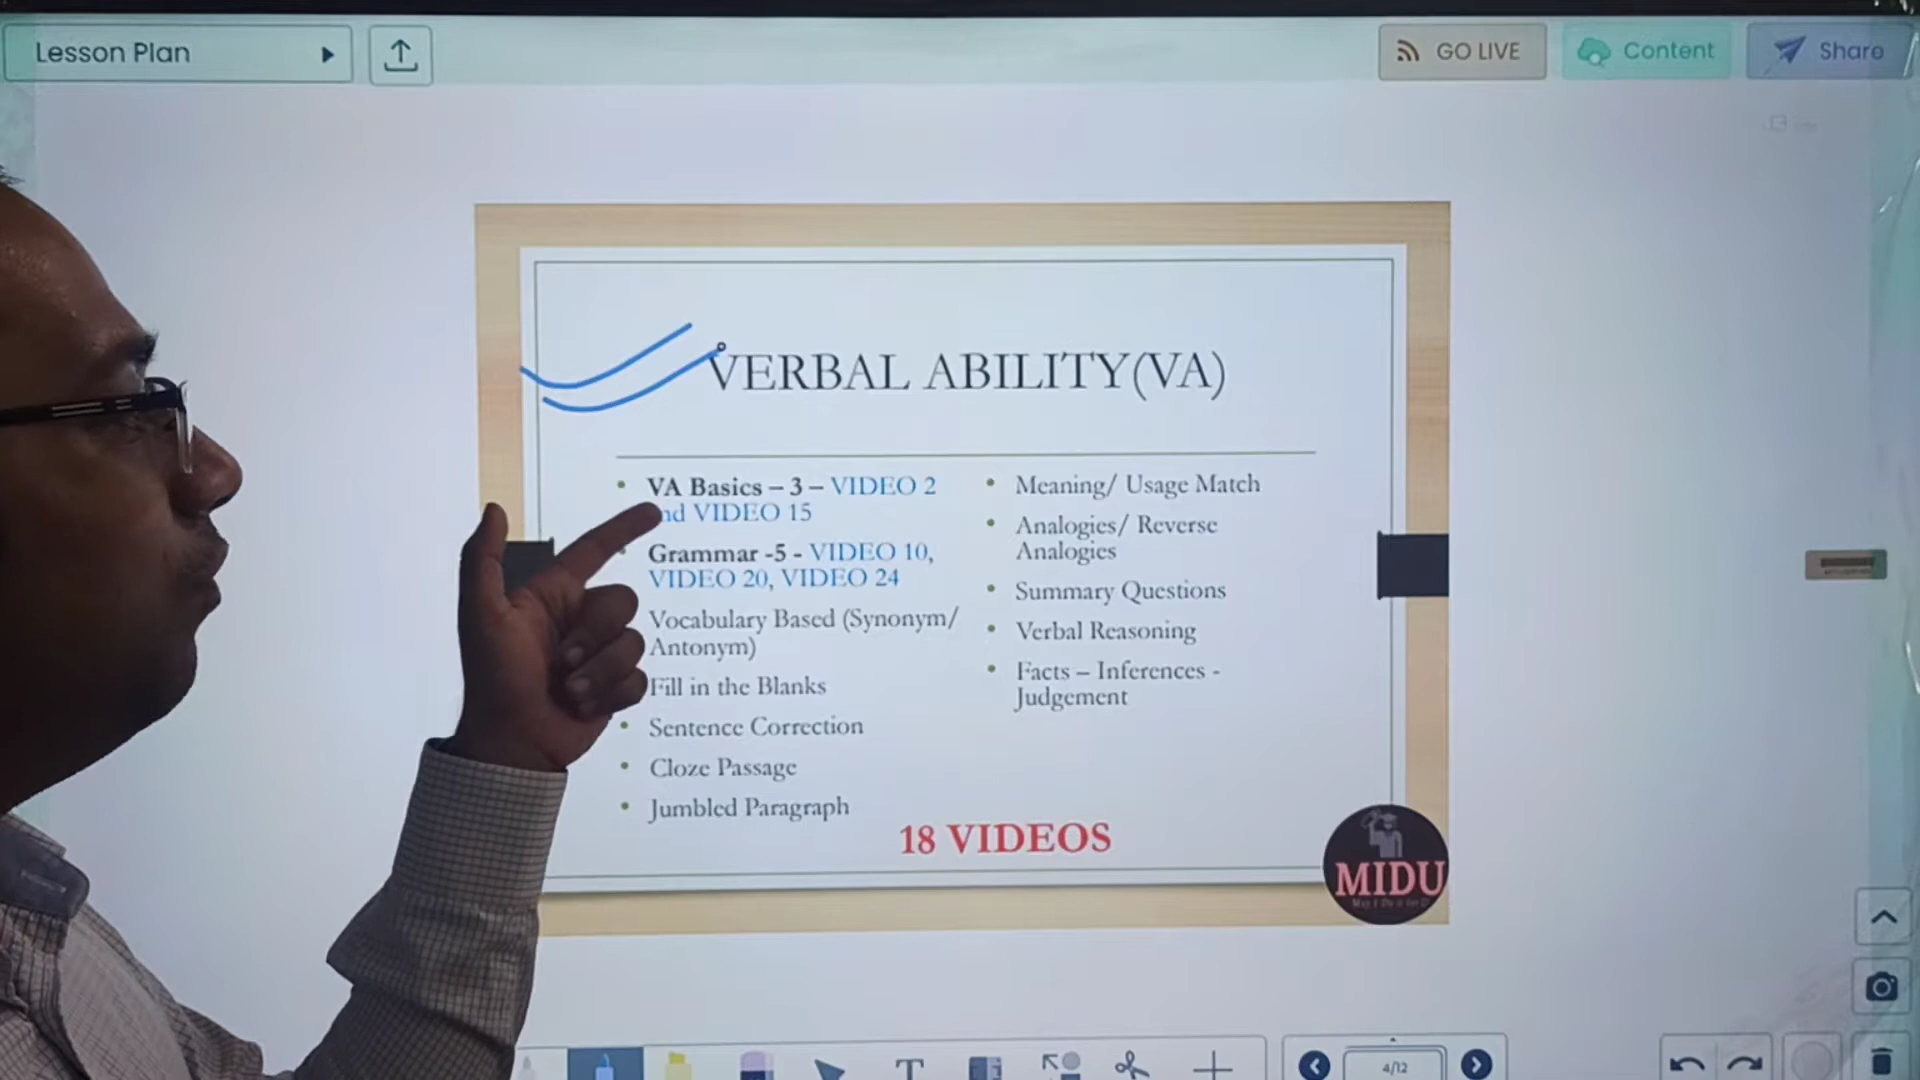 Lesson Plan
GO LIVE
Content
Share
VERBAL ABILITY(VA)
VA Basics – 3 – VIDEO 2
VIDEO 15
Grammar -5 - VIDEO 10,
VIDEO 20, VIDEO 24
Vocabulary Based (Synonym/
Antonym)
Fill in the Blanks
Sentence Correction
Cloze Passage
Jumbled Paragraph
Meaning/ Usage Match
Analogies/ Reverse
Analogies
Summary Questions
Verbal Reasoning
Facts – Inferences -
Judgement
18 VIDEOS
MIDU
4/12